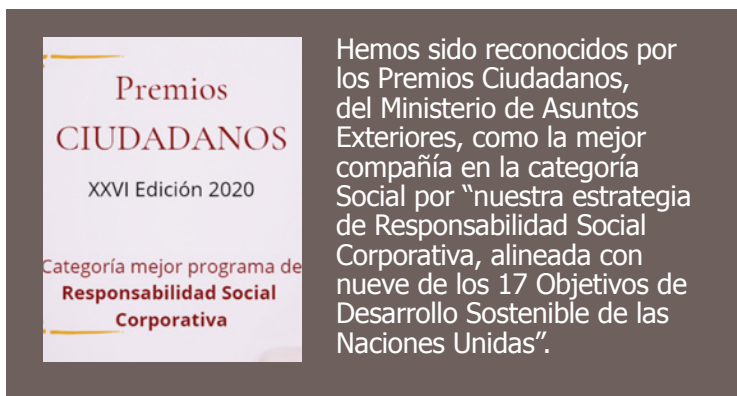 Premios
CIUDADANOS
XXVI Edición 2020
Categoría mejor programa de
Responsabilidad Social
Corporativa
Hemos sido reconocidos por
los Premios Ciudadanos,
del Ministerio de Asuntos
Exteriores, como la mejor
compañía en la categoría
Social por “nuestra estrategia
de Responsabilidad Social
Corporativa, alineada con
nueve de los 17 Objetivos de
Desarrollo Sostenible de las
Naciones Unidas”.